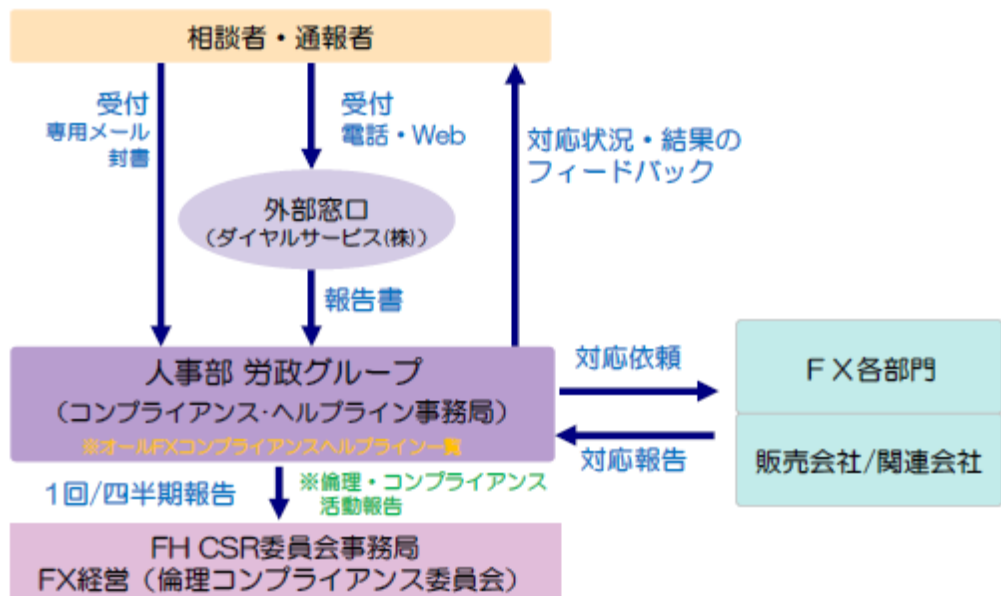 相談者・通報者
受付
専用メール
封書
受付
電話・Web
対応状況・結果の
フィードバック
外部窓口
（ダイヤルサービス(株)）
報告書
人事部 労政グループ
（コンプライアンス・ヘルプライン事務局）
※オールFXコンプライアンスヘルプライン一覧
対応依頼
対応報告
ＦＸ各部門
販売会社/関連会社
1回/四半期報告
※倫理・コンプライアンス
活動報告
FH CSR委員会事務局
FX経営（倫理コンプライアンス委員会）